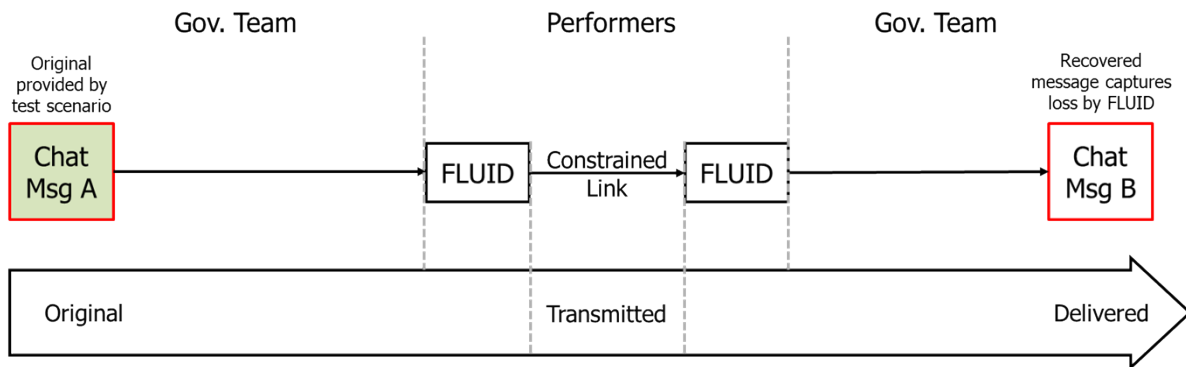 Gov. Team
Performers
Gov. Team
Original
provided by
test scenario
Recovered
message captures
loss by FLUID
Chat
Msg A
FLUID
Constrained
Link
FLUID
Chat
Msg B
Original
Transmitted
Delivered